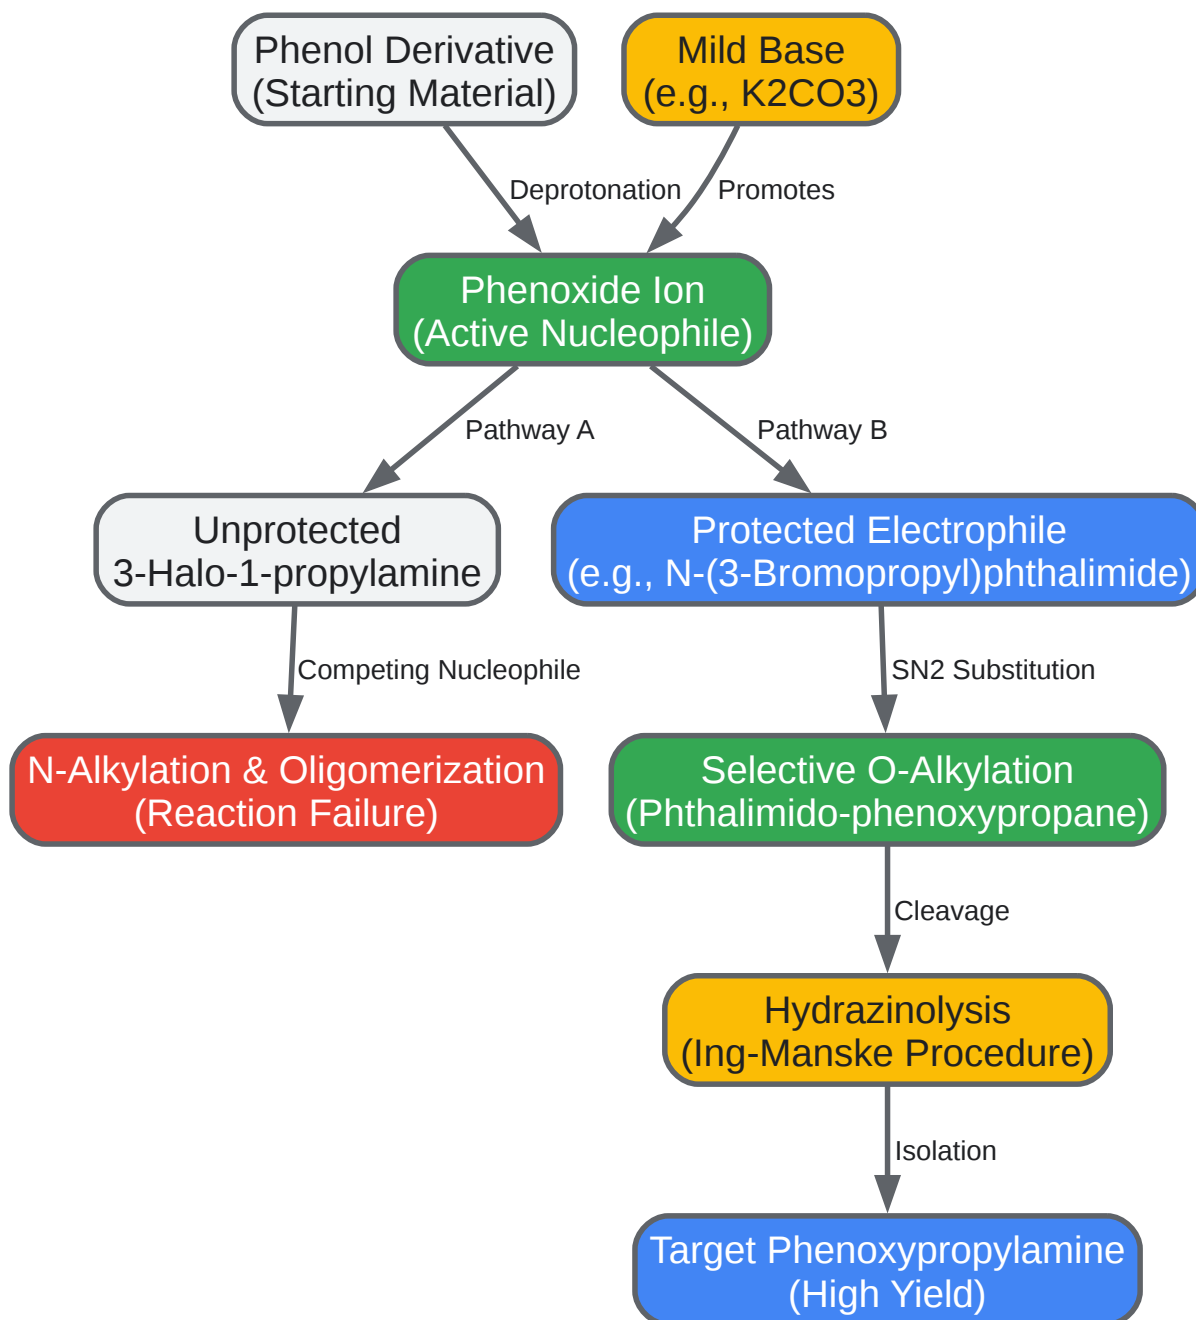 Phenol Derivative
(Starting Material)
Mild Base
(e.g., K2CO3)
Deprotonation
Promotes
Phenoxide Ion
(Active Nucleophile)
Pathway A
Pathway B
Unprotected
3-Halo-1-propylamine
Protected Electrophile
(e.g., N-(3-Bromopropyl)phthalimide)
Competing Nucleophile
SN2 Substitution
N-Alkylation & Oligomerization
(Reaction Failure)
Selective O-Alkylation
(Phthalimido-phenoxypropane)
Cleavage
Hydrazinolysis
(Ing-Manske Procedure)
Isolation
Target Phenoxypropylamine
(High Yield)